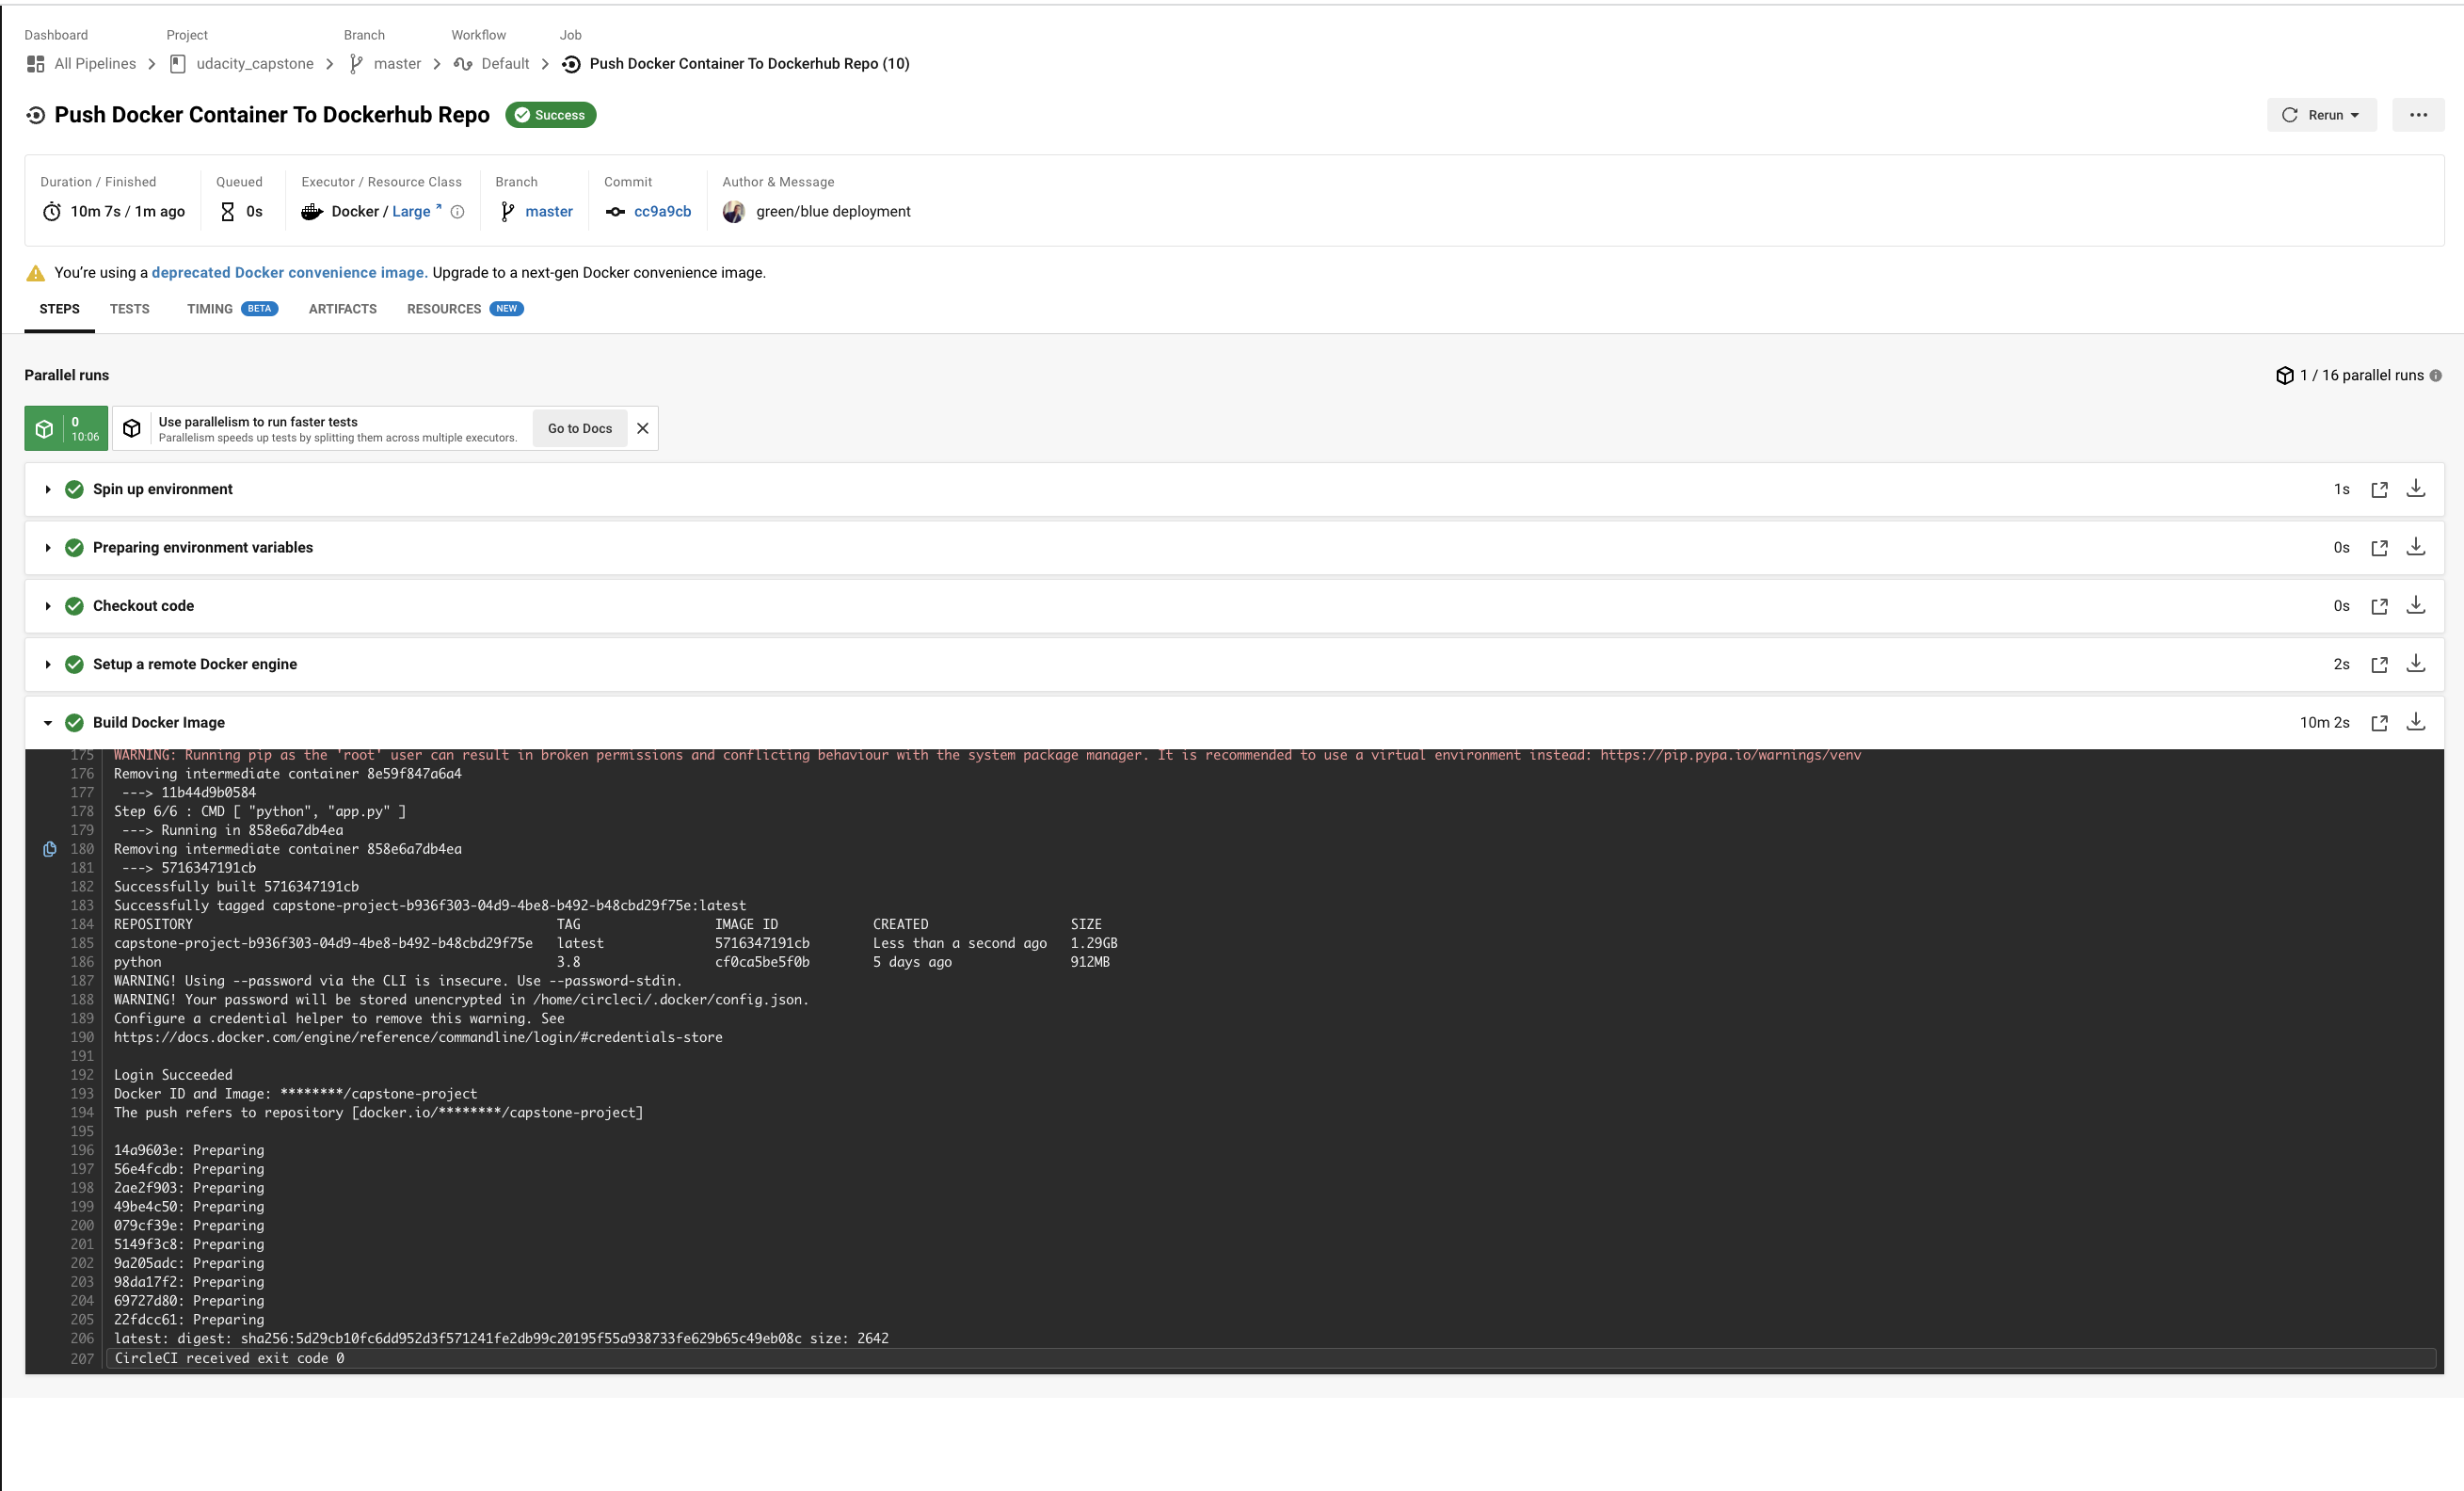 Dashboard Project Branch Workflow Job
All Pipelines udacity_capstone master Default Push Docker Container To Dockerhub Repo (10)
Push Docker Container To Dockerhub Repo Success Rerun
Duration / Finished Queued Executor / Resource Class Branch Commit Author & Message
10m 7s / 1m ago 0s Docker / Large master cc9a9cb green/blue deployment
You're using a deprecated Docker convenience image. Upgrade to a next-gen Docker convenience image.
STEPS TESTS TIMING BETA ARTIFACTS RESOURCES NEW
Parallel runs 1 / 16 parallel runs
0
10:06
Use parallelism to run faster tests
Parallelism speeds up tests by splitting them across multiple executors.
Go to Docs
Spin up environment 1s
Preparing environment variables 0s
Checkout code 0s
Setup a remote Docker engine 2s
Build Docker Image 10m 2s
175 WARNING: Running pip as the 'root' user can result in broken permissions and conflicting behaviour with the system package manager. It is recommended to use a virtual environment instead: https://pip.pypa.io/warnings/venv
176 Removing intermediate container 8e59f847a6a4
177 ---> 11b44d9b0584
178 Step 6/6 : CMD [ "python", "app.py" ]
179 ---> Running in 858e6a7db4ea
180 Removing intermediate container 858e6a7db4ea
181 ---> 5716347191cb
182 Successfully built 5716347191cb
183 Successfully tagged capstone-project-b936f303-04d9-4be8-b492-b48cbd29f75e:latest
184 REPOSITORY TAG IMAGE ID CREATED SIZE
185 capstone-project-b936f303-04d9-4be8-b492-b48cbd29f75e latest 5716347191cb Less than a second ago 1.29GB
186 python 3.8 cf0ca5be5f0b 5 days ago 912MB
187 WARNING! Using --password via the CLI is insecure. Use --password-stdin.
188 WARNING! Your password will be stored unencrypted in /home/circleci/.docker/config.json.
189 Configure a credential helper to remove this warning. See
190 https://docs.docker.com/engine/reference/commandline/login/#credentials-store
191
192 Login Succeeded
193 Docker ID and Image: ********/capstone-project
194 The push refers to repository [docker.io/********/capstone-project]
195
196 14a9603e: Preparing
197 56e4fcdb: Preparing
198 2ae2f903: Preparing
199 49be4c50: Preparing
200 079cf39e: Preparing
201 5149f3c8: Preparing
202 9a205adc: Preparing
203 98da17f2: Preparing
204 69727d80: Preparing
205 22fdcc61: Preparing
206 latest: digest: sha256:5d29cb10fc6dd952d3f571241fe2db99c20195f55a938733fe629b65c49eb08c size: 2642
207 CircleCI received exit code 0